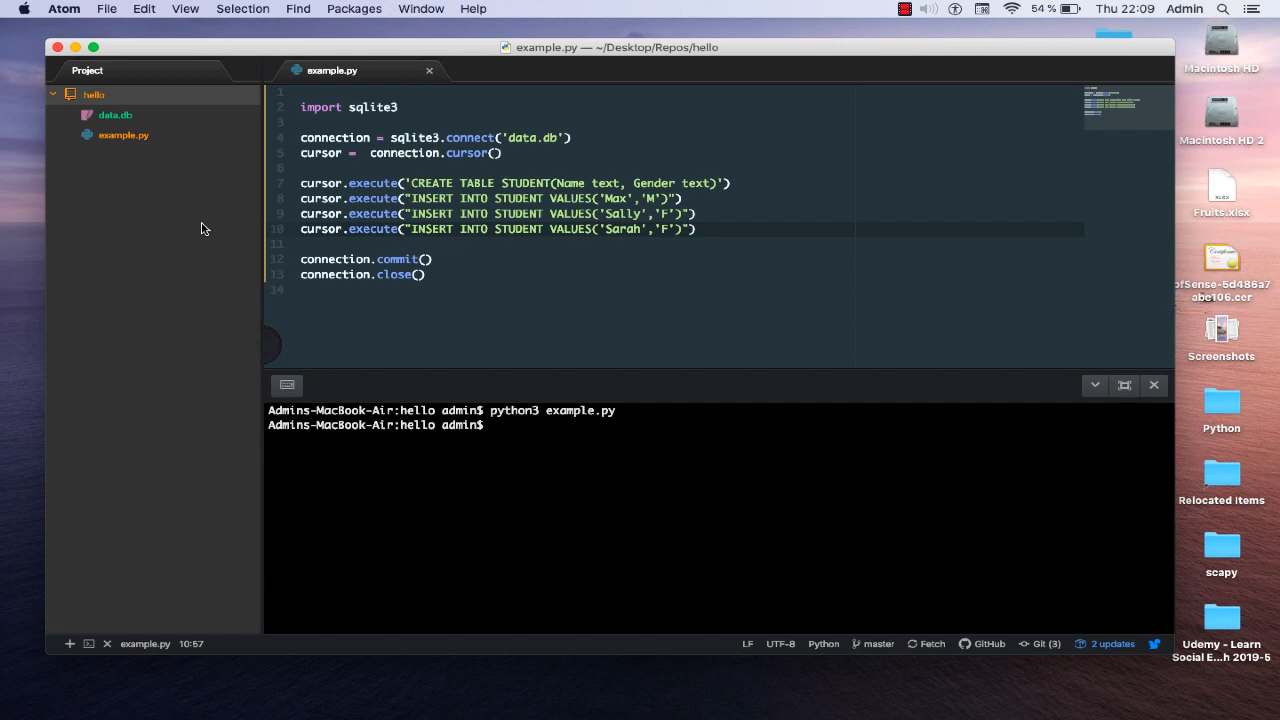 Atom File Edit View Selection Find Packages Window Help 54 % Thu 22:09 Admin
example.py — ~/Desktop/Repos/hello
Project
example.py
hello
data.db
example.py
1
2 import sqlite3
3
4 connection = sqlite3.connect('data.db')
5 cursor =  connection.cursor()
6
7 cursor.execute('CREATE TABLE STUDENT(Name text, Gender text)')
8 cursor.execute("INSERT INTO STUDENT VALUES('Max','M')")
9 cursor.execute("INSERT INTO STUDENT VALUES('Sally','F')")
10 cursor.execute("INSERT INTO STUDENT VALUES('Sarah','F')")
11
12 connection.commit()
13 connection.close()
14
Admins-MacBook-Air:hello admin$ python3 example.py
Admins-MacBook-Air:hello admin$
example.py 10:57 LF UTF-8 Python master Fetch GitHub Git (3) 2 updates
Macintosh HD
Macintosh HD 2
XLSX
Fruits.xlsx
pfSense-5d486a7
abe106.cer
Screenshots
Python
Relocated Items
scapy
Udemy - Learn
Social E...h 2019-5